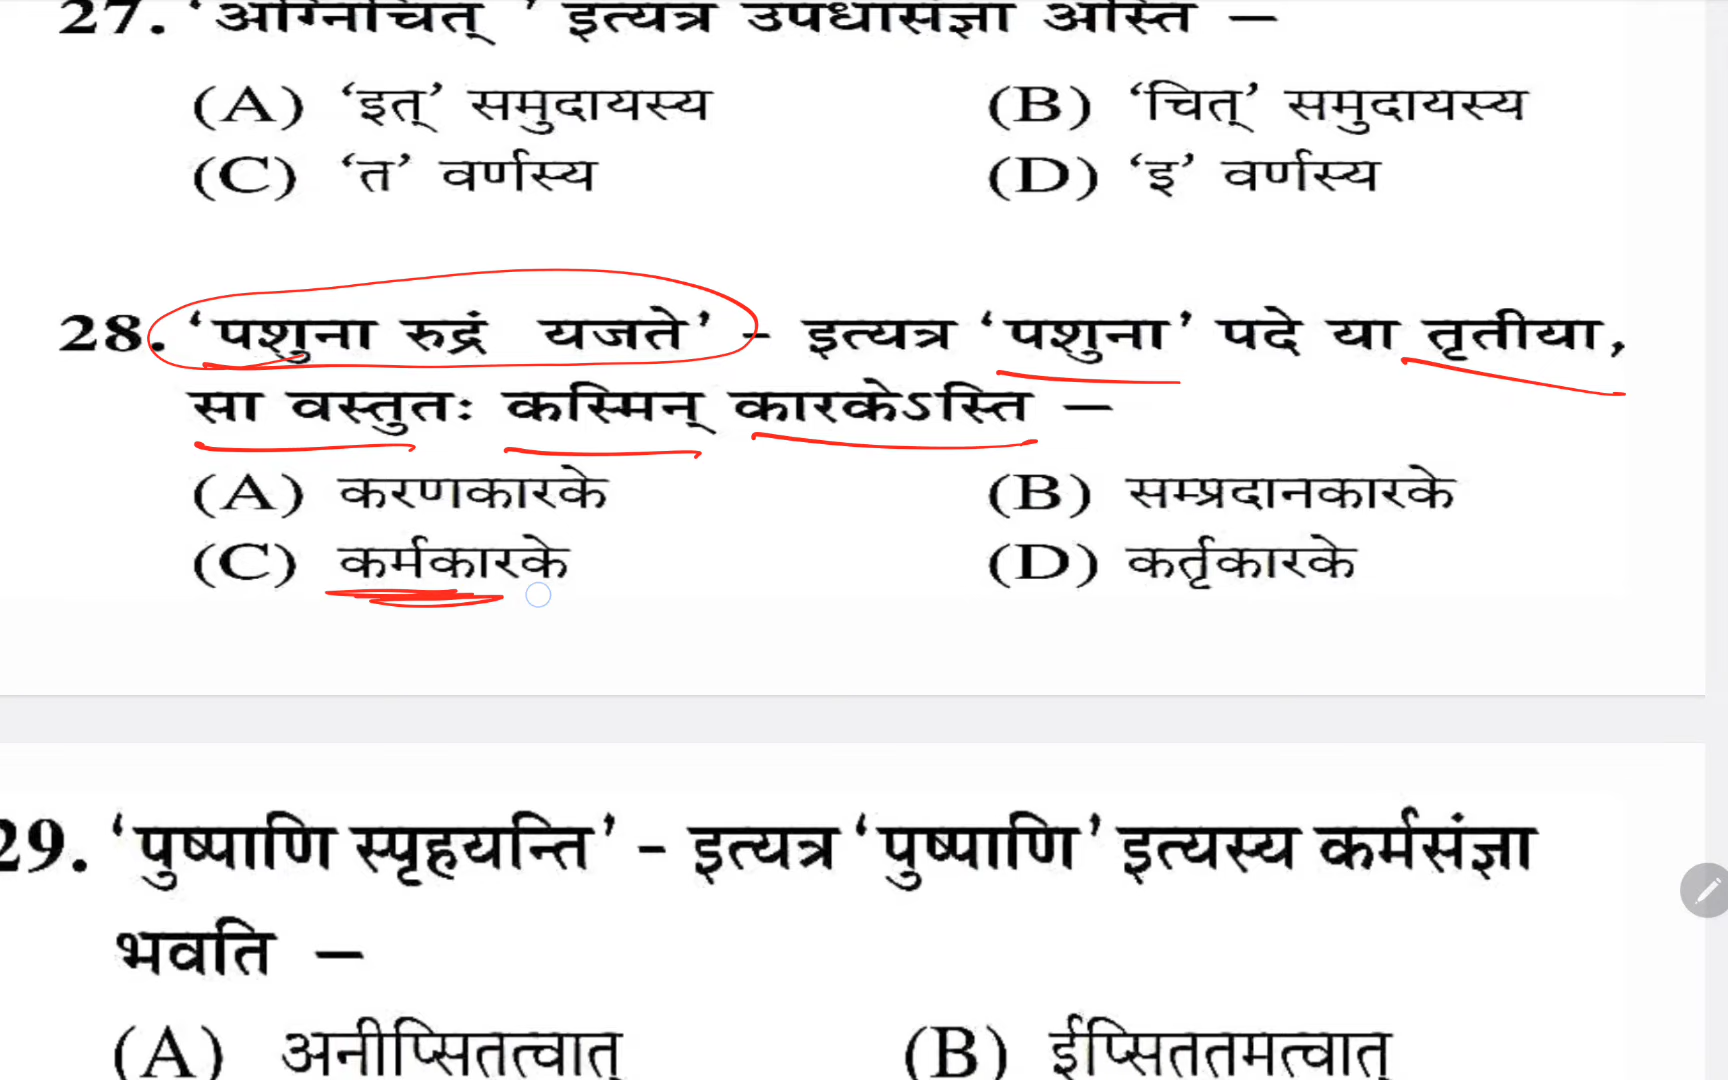 27. ‘अग्निचित्’ इत्यत्र उपधासंज्ञा अस्ति –
(A) ‘इत्’ समुदायस्य (B) ‘चित्’ समुदायस्य
(C) ‘त’ वर्णस्य (D) ‘इ’ वर्णस्य
28. ‘पशुना रुद्रं यजते’ - इत्यत्र ‘पशुना’ पदे या तृतीया,
सा वस्तुतः कस्मिन् कारकेऽस्ति –
(A) करणकारके (B) सम्प्रदानकारके
(C) कर्मकारके (D) कर्तृकारके
29. ‘पुष्पाणि स्पृहयन्ति’ - इत्यत्र ‘पुष्पाणि’ इत्यस्य कर्मसंज्ञा
भवति –
(A) अनीप्सितत्वात् (B) ईप्सिततमत्वात्